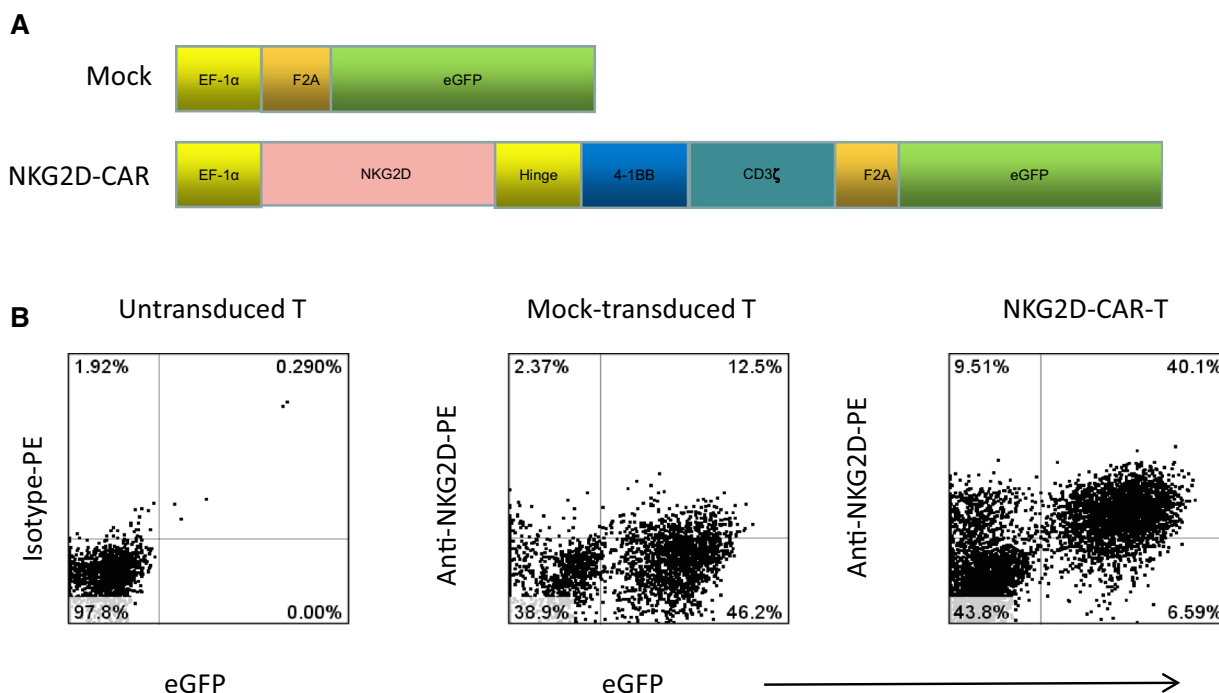 A
Mock
EF-1α F2A eGFP
NKG2D-CAR
EF-1α NKG2D Hinge 4-1BB CD3ζ F2A eGFP
B
Untransduced T
Mock-transduced T
NKG2D-CAR-T
Isotype-PE
1.92% 0.290%
97.8% 0.00%
Anti-NKG2D-PE
2.37% 12.5%
38.9% 46.2%
Anti-NKG2D-PE
9.51% 40.1%
43.8% 6.59%
eGFP
eGFP